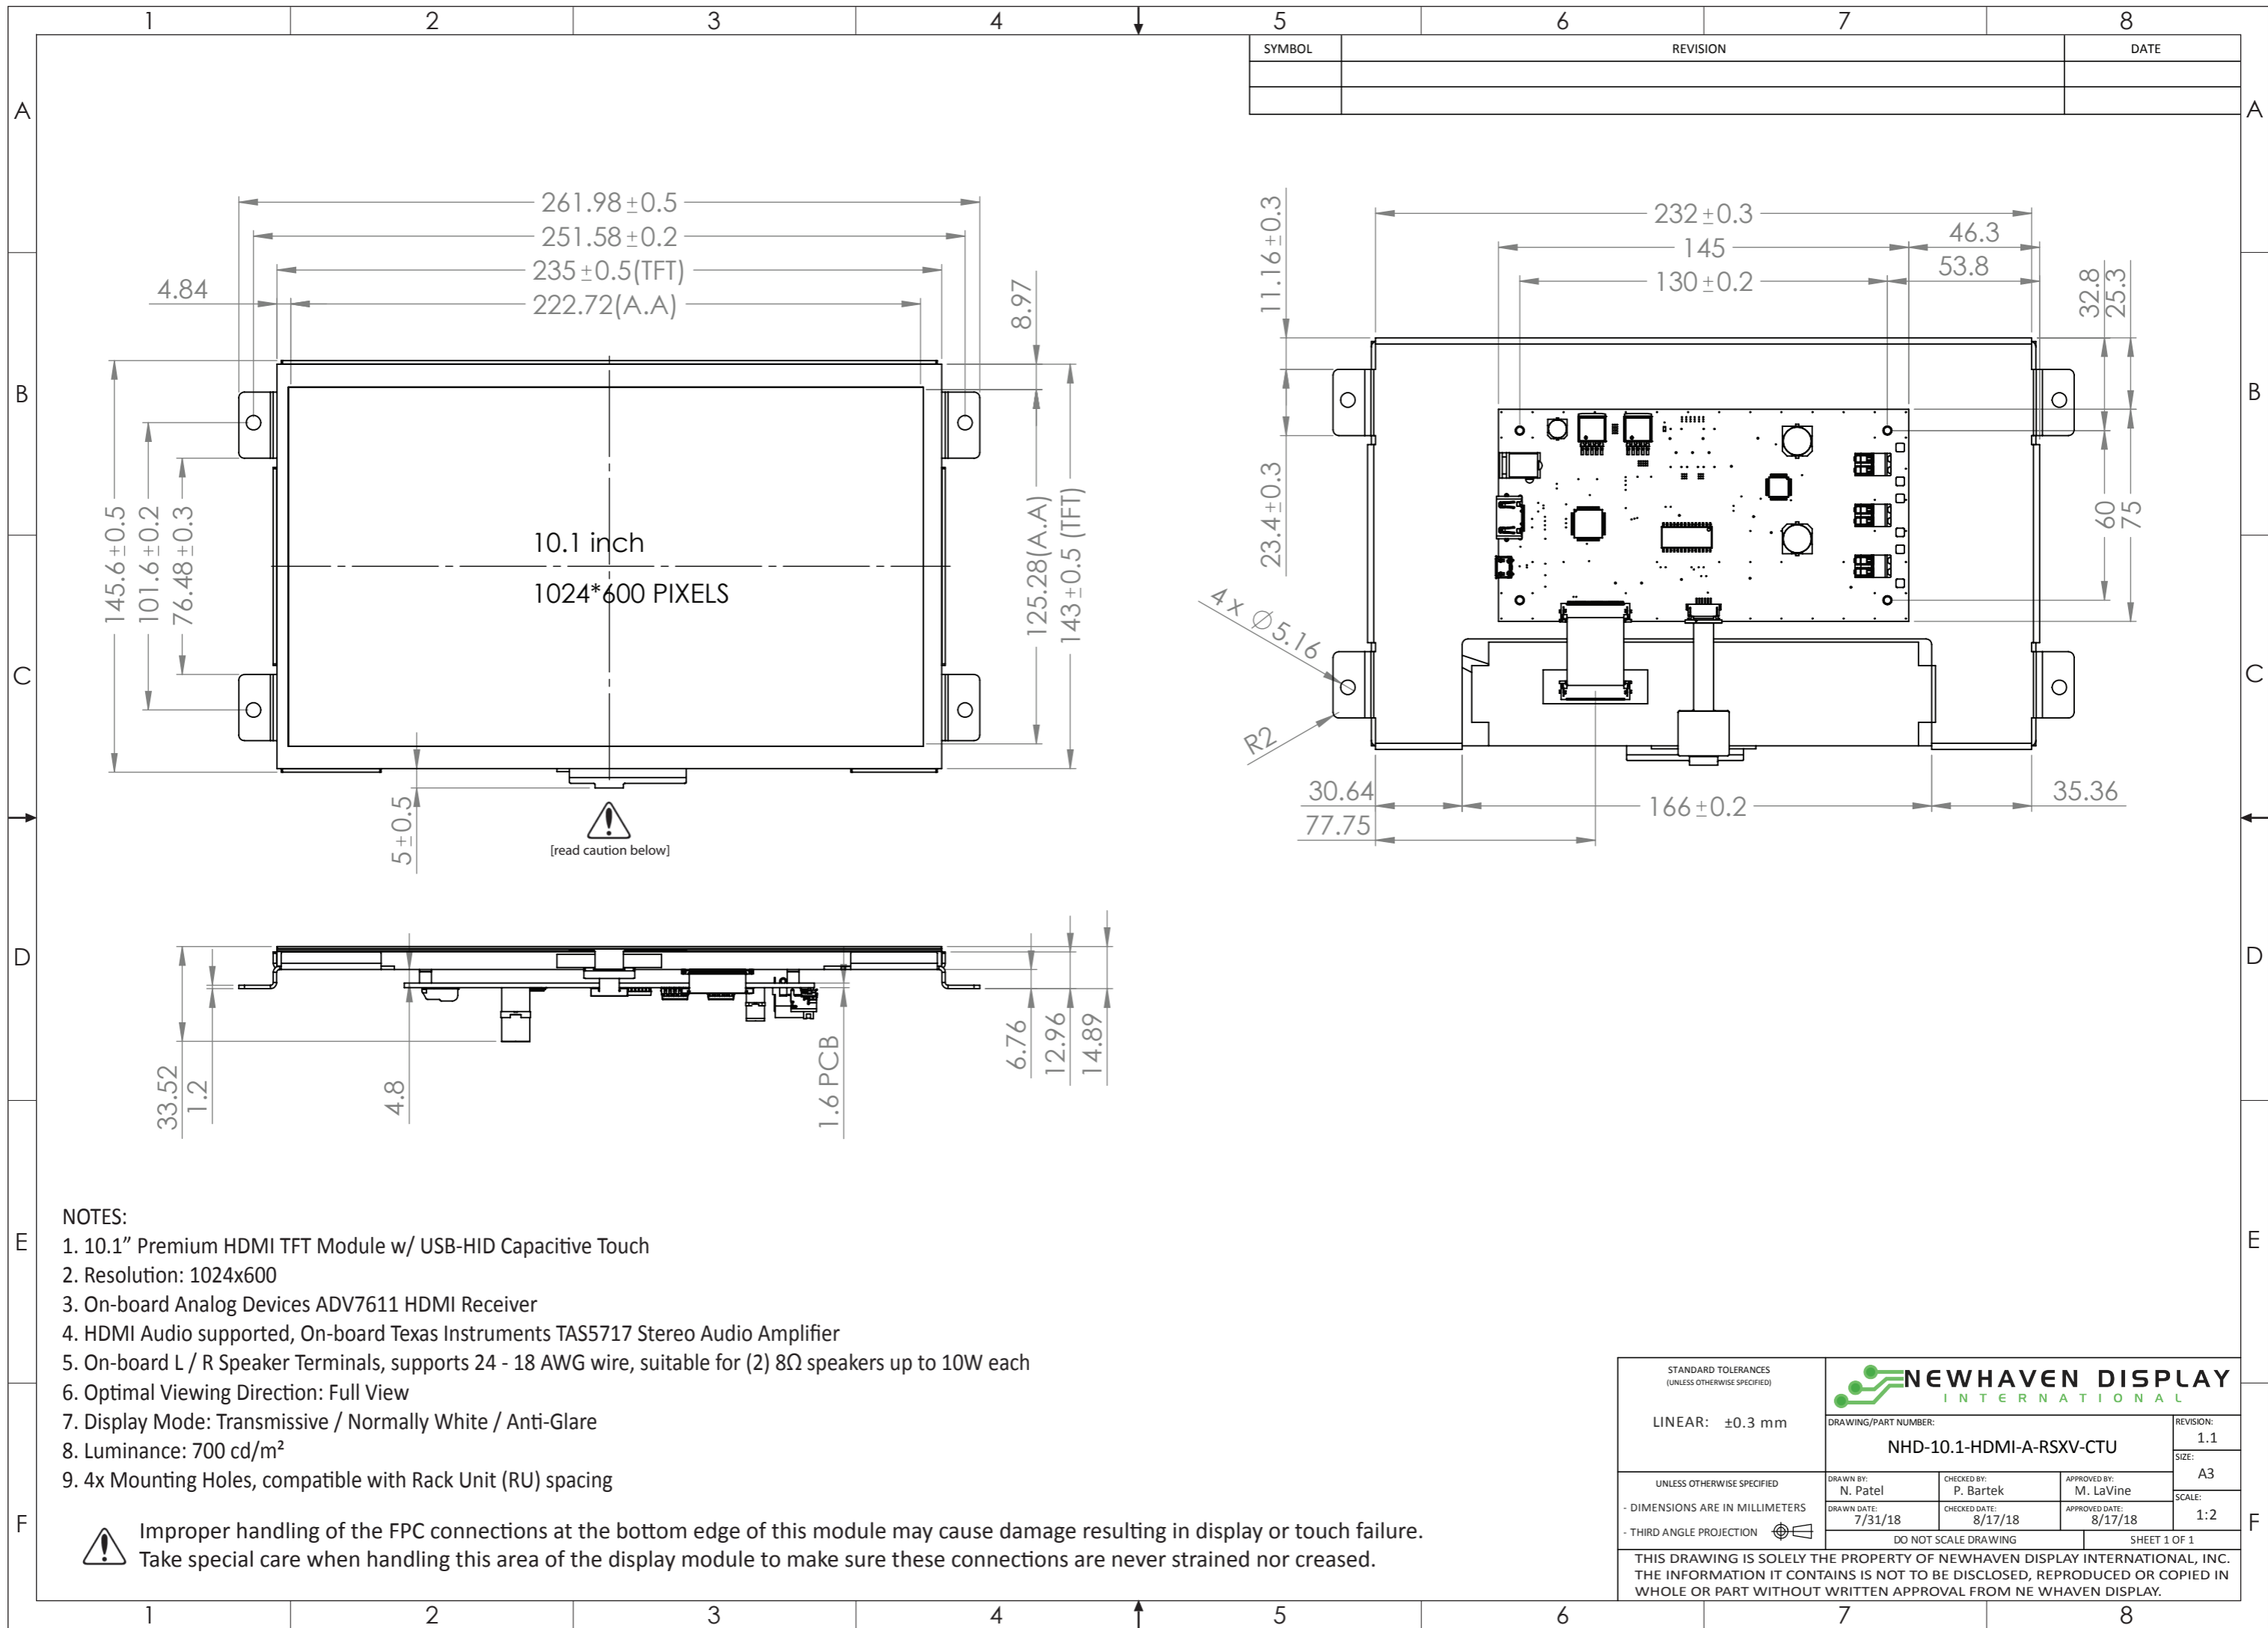 1 2 3 4 5 6 7 8
SYMBOL REVISION DATE
A A
261.98±0.5
251.58±0.2
235±0.5(TFT)
4.84
222.72(A.A)
8.97
145.6±0.5
101.6±0.2
76.48±0.3
125.28(A.A)
143±0.5 (TFT)
10.1 inch
1024*600 PIXELS
5±0.5
[read caution below]
232±0.3
145
46.3
130±0.2
53.8
11.16±0.3
23.4±0.3
32.8
25.3
60
75
4 x Ø5.16
R2
30.64
166±0.2
35.36
77.75
B B
C C
D D
33.52
1.2
4.8
1.6 PCB
6.76
12.96
14.89
E E
NOTES:
1. 10.1” Premium HDMI TFT Module w/ USB-HID Capacitive Touch
2. Resolution: 1024x600
3. On-board Analog Devices ADV7611 HDMI Receiver
4. HDMI Audio supported, On-board Texas Instruments TAS5717 Stereo Audio Amplifier
5. On-board L / R Speaker Terminals, supports 24 - 18 AWG wire, suitable for (2) 8Ω speakers up to 10W each
6. Optimal Viewing Direction: Full View
7. Display Mode: Transmissive / Normally White / Anti-Glare
8. Luminance: 700 cd/m²
9. 4x Mounting Holes, compatible with Rack Unit (RU) spacing
F F
Improper handling of the FPC connections at the bottom edge of this module may cause damage resulting in display or touch failure.
Take special care when handling this area of the display module to make sure these connections are never strained nor creased.
STANDARD TOLERANCES
(UNLESS OTHERWISE SPECIFIED)
LINEAR: ±0.3 mm
UNLESS OTHERWISE SPECIFIED
- DIMENSIONS ARE IN MILLIMETERS
- THIRD ANGLE PROJECTION
NEWHAVEN DISPLAY
INTERNATIONAL
DRAWING/PART NUMBER:
NHD-10.1-HDMI-A-RSXV-CTU
REVISION:
1.1
SIZE:
A3
SCALE:
1:2
DRAWN BY:
N. Patel
CHECKED BY:
P. Bartek
APPROVED BY:
M. LaVine
DRAWN DATE:
7/31/18
CHECKED DATE:
8/17/18
APPROVED DATE:
8/17/18
DO NOT SCALE DRAWING
SHEET 1 OF 1
THIS DRAWING IS SOLELY THE PROPERTY OF NEWHAVEN DISPLAY INTERNATIONAL, INC.
THE INFORMATION IT CONTAINS IS NOT TO BE DISCLOSED, REPRODUCED OR COPIED IN
WHOLE OR PART WITHOUT WRITTEN APPROVAL FROM NE WHAVEN DISPLAY.
1 2 3 4 5 6 7 8